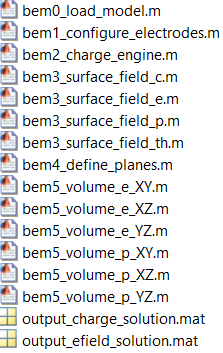 bem0_load_model.m
bem1_configure_electrodes.m
bem2_charge_engine.m
bem3_surface_field_c.m
bem3_surface_field_e.m
bem3_surface_field_p.m
bem3_surface_field_th.m
bem4_define_planes.m
bem5_volume_e_XY.m
bem5_volume_e_XZ.m
bem5_volume_e_YZ.m
bem5_volume_p_XY.m
bem5_volume_p_XZ.m
bem5_volume_p_YZ.m
output_charge_solution.mat
output_efield_solution.mat